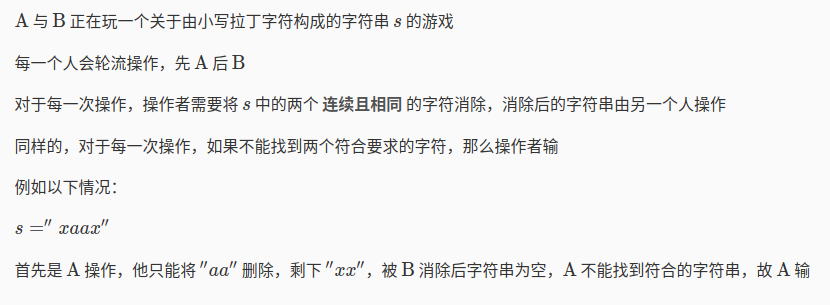 A 与 B 正在玩一个关于由小写拉丁字符构成的字符串 s 的游戏
每一个人会轮流操作，先 A 后 B
对于每一次操作，操作者需要将 s 中的两个 连续且相同 的字符消除，消除后的字符串由另一个人操作
同样的，对于每一次操作，如果不能找到两个符合要求的字符，那么操作者输
例如以下情况：
s =" xaax"
首先是 A 操作，他只能将 "aa" 删除，剩下 "xx"，被 B 消除后字符串为空，A 不能找到符合的字符串，故 A 输